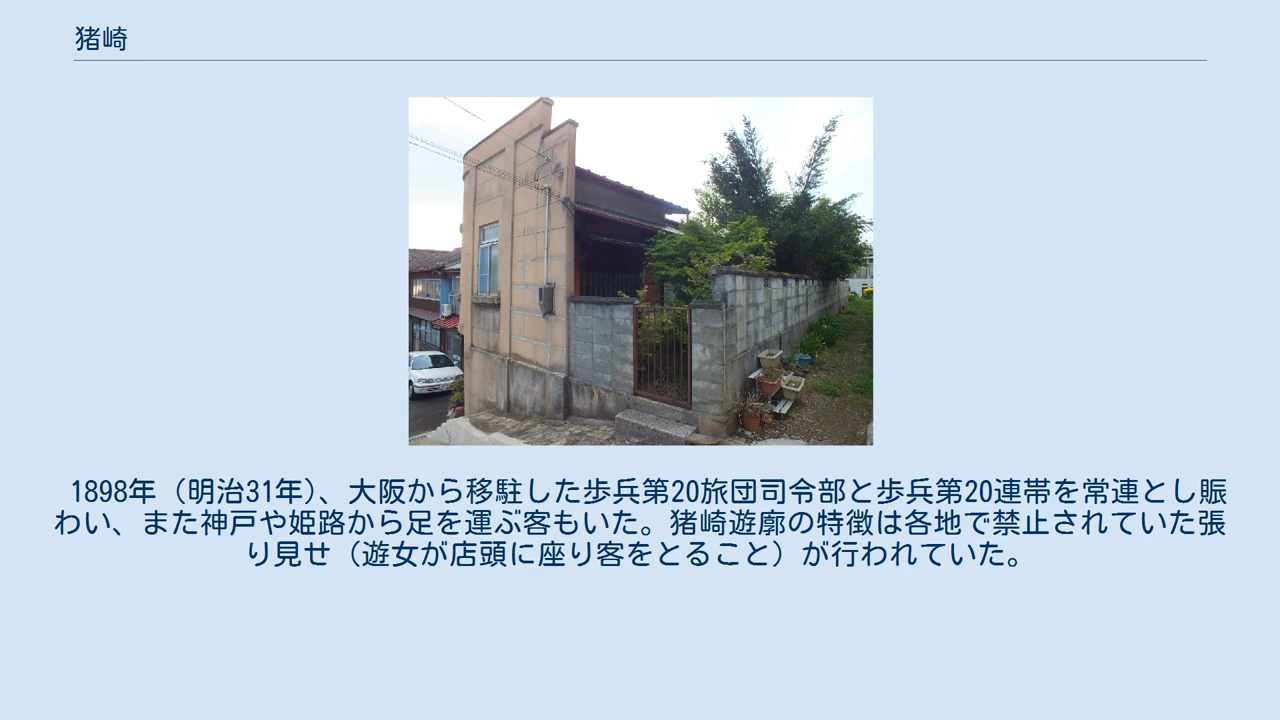 猪崎
1898年（明治31年）、大阪から移駐した歩兵第20旅団司令部と歩兵第20連帯を常連とし賑
わい、また神戸や姫路から足を運ぶ客もいた。猪崎遊廓の特徴は各地で禁止されていた張
り見せ（遊女が店頭に座り客をとること）が行われていた。